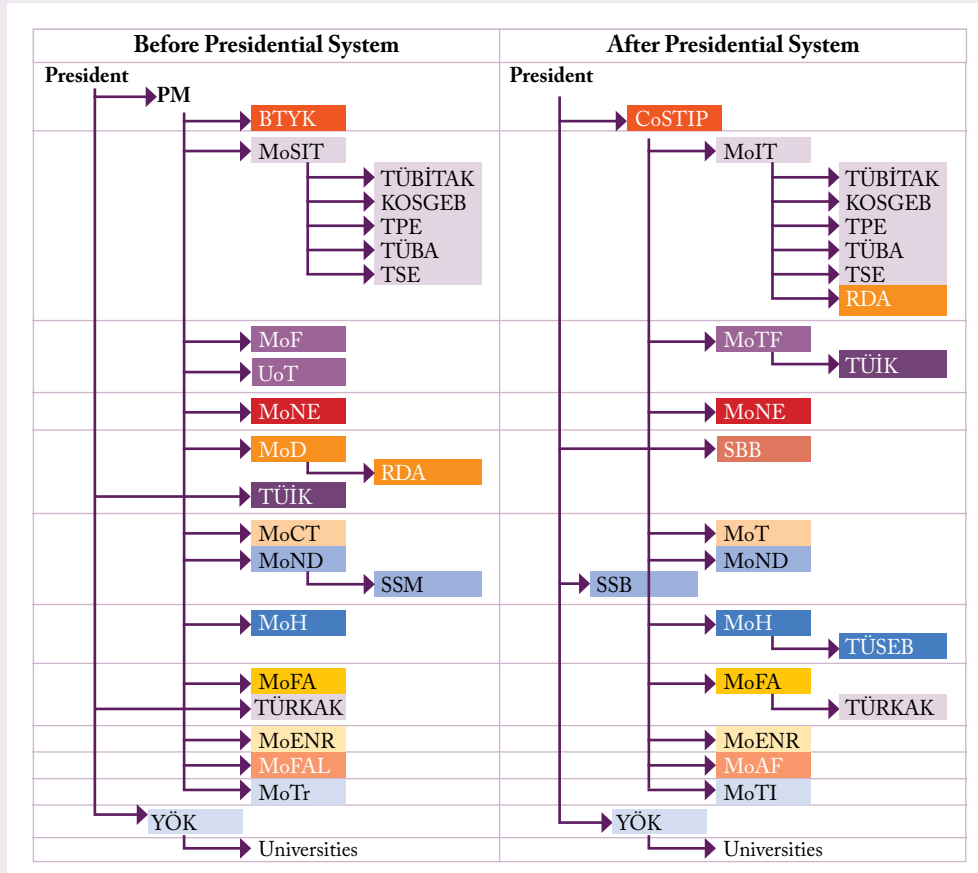 Before Presidential System
President
PM
BTYK
MoSIT
TÜBİTAK
KOSGEB
TPE
TÜBA
TSE
MoF
UoT
MoNE
MoD
RDA
TÜİK
MoCT
MoND
SSM
MoH
MoFA
TÜRKAK
MoENR
MoFAL
MoTr
YÖK
Universities
After Presidential System
President
CoSTIP
MoIT
TÜBİTAK
KOSGEB
TPE
TÜBA
TSE
RDA
MoTF
TÜİK
MoNE
SBB
MoT
MoND
SSB
MoH
TÜSEB
MoFA
TÜRKAK
MoENR
MoAF
MoTI
YÖK
Universities